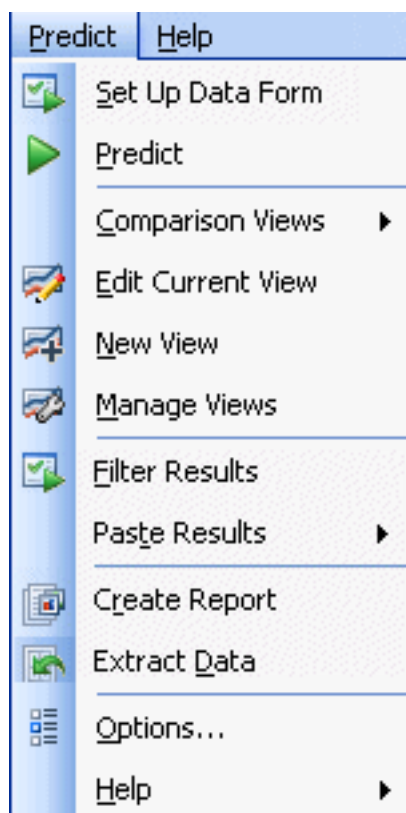 Predict Help
Set Up Data Form
Predict
Comparison Views
Edit Current View
New View
Manage Views
Filter Results
Paste Results
Create Report
Extract Data
Options...
Help